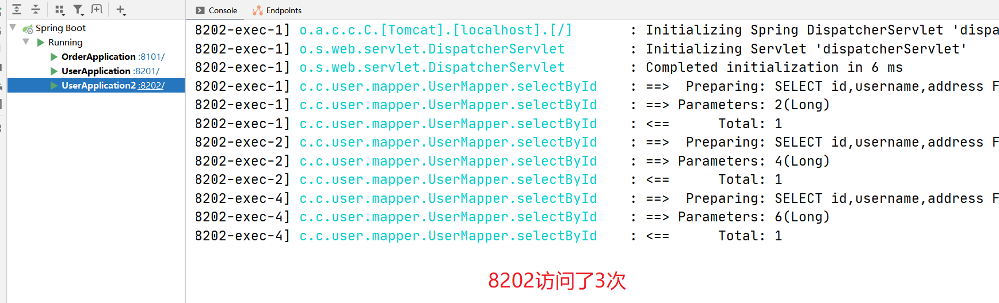 Console Endpoints
Spring Boot
Running
OrderApplication :8101/
UserApplication :8201/
UserApplication2 :8202/
8202-exec-1] o.a.c.c.C.[Tomcat].[localhost].[/] : Initializing Spring DispatcherServlet 'dispa
8202-exec-1] o.s.web.servlet.DispatcherServlet : Initializing Servlet 'dispatcherServlet'
8202-exec-1] o.s.web.servlet.DispatcherServlet : Completed initialization in 6 ms
8202-exec-1] c.c.user.mapper.UserMapper.selectById : ==> Preparing: SELECT id,username,address F
8202-exec-1] c.c.user.mapper.UserMapper.selectById : ==> Parameters: 2(Long)
8202-exec-1] c.c.user.mapper.UserMapper.selectById : <== Total: 1
8202-exec-2] c.c.user.mapper.UserMapper.selectById : ==> Preparing: SELECT id,username,address F
8202-exec-2] c.c.user.mapper.UserMapper.selectById : ==> Parameters: 4(Long)
8202-exec-2] c.c.user.mapper.UserMapper.selectById : <== Total: 1
8202-exec-4] c.c.user.mapper.UserMapper.selectById : ==> Preparing: SELECT id,username,address F
8202-exec-4] c.c.user.mapper.UserMapper.selectById : ==> Parameters: 6(Long)
8202-exec-4] c.c.user.mapper.UserMapper.selectById : <== Total: 1
8202访问了3次